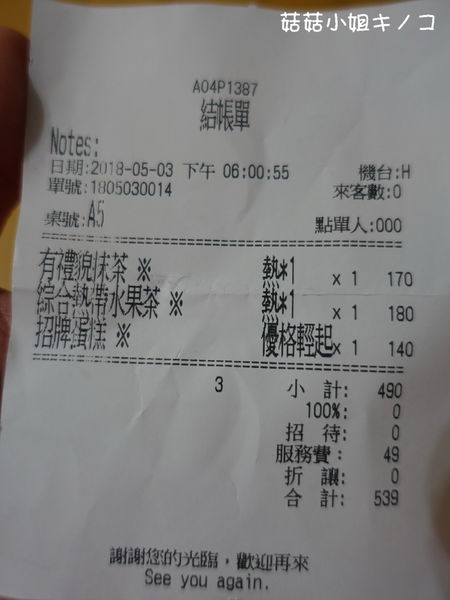 菇菇小姐キノコ
A04P1387
結帳單
Notes:
日期:2018-05-03 下午 06:00:55 機台:H
單號:1805030014 來客數:0
桌號:A5 點單人:000
有禮貌抹茶 ※ 熱*1 x 1 170
綜合熱帶水果茶 ※ 熱*1 x 1 180
招牌蛋糕 ※ 優格輕起 x 1 140
3 小 計: 490
100%: 0
招 待: 0
服務費: 49
折 讓: 0
合 計: 539
謝謝您的光臨，歡迎再來
See you again.